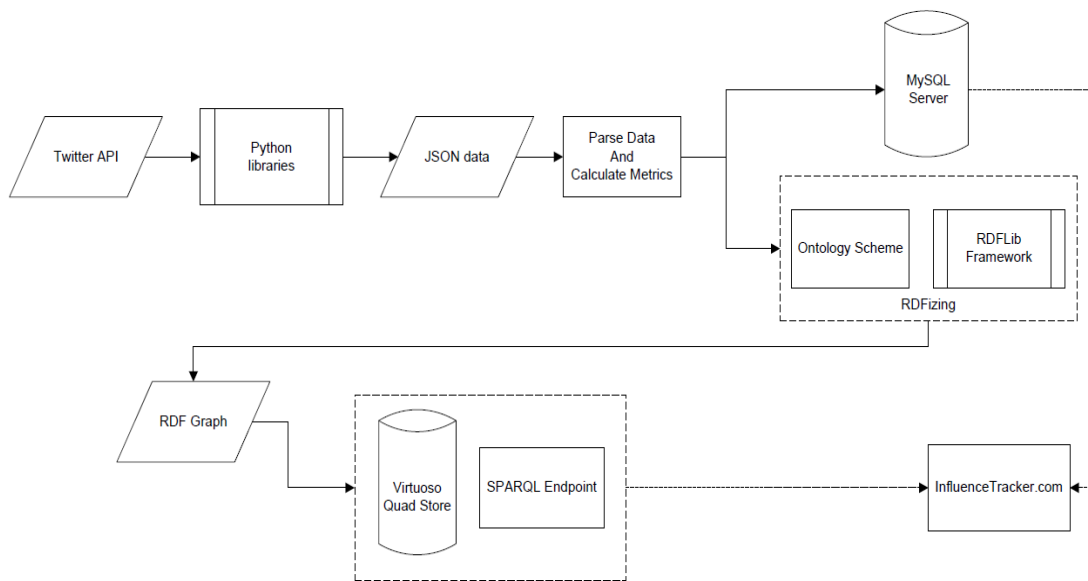 Twitter API
Python
libraries
JSON data
Parse Data
And
Calculate Metrics
MySQL
Server
Ontology Scheme
RDFLib
Framework
RDFizing
RDF Graph
Virtuoso
Quad Store
SPARQL Endpoint
InfluenceTracker.com